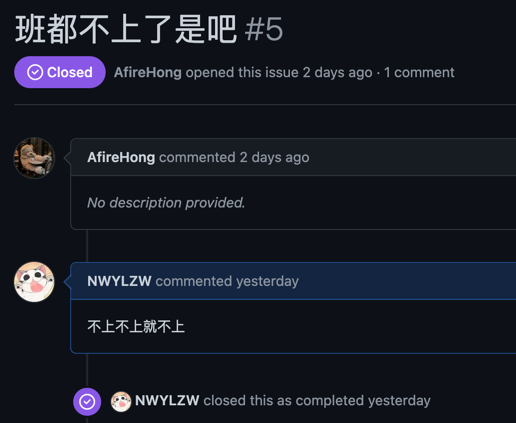 班都不上了是吧 #5
Closed AfireHong opened this issue 2 days ago · 1 comment
AfireHong commented 2 days ago
No description provided.
NWYLZW commented yesterday
不上不上就不上
NWYLZW closed this as completed yesterday